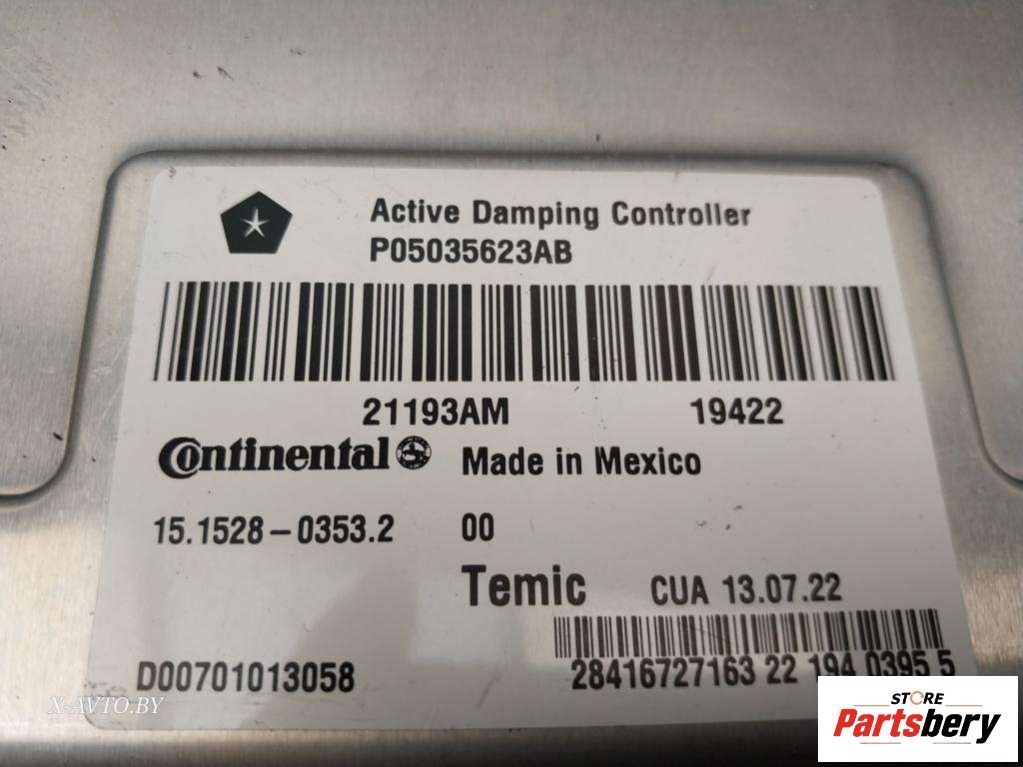 Active Damping Controller
P05035623AB
21193AM 19422
Continental Made in Mexico
15.1528-0353.2 00
Temic CUA 13.07.22
D00701013058 28416727163 22 194 0395 5
X-AVTO.BY
STORE
Partsbery